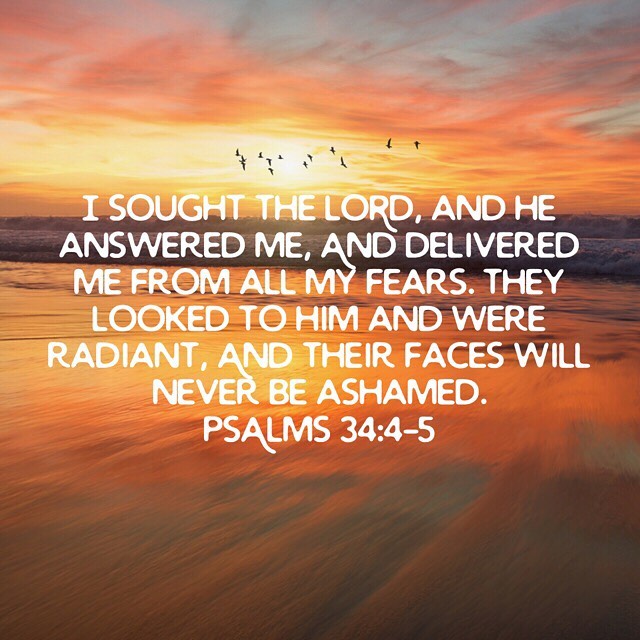 I SOUGHT THE LORD, AND HE
ANSWERED ME, AND DELIVERED
ME FROM ALL MY FEARS. THEY
LOOKED TO HIM AND WERE
RADIANT, AND THEIR FACES WILL
NEVER BE ASHAMED.
PSALMS 34:4-5